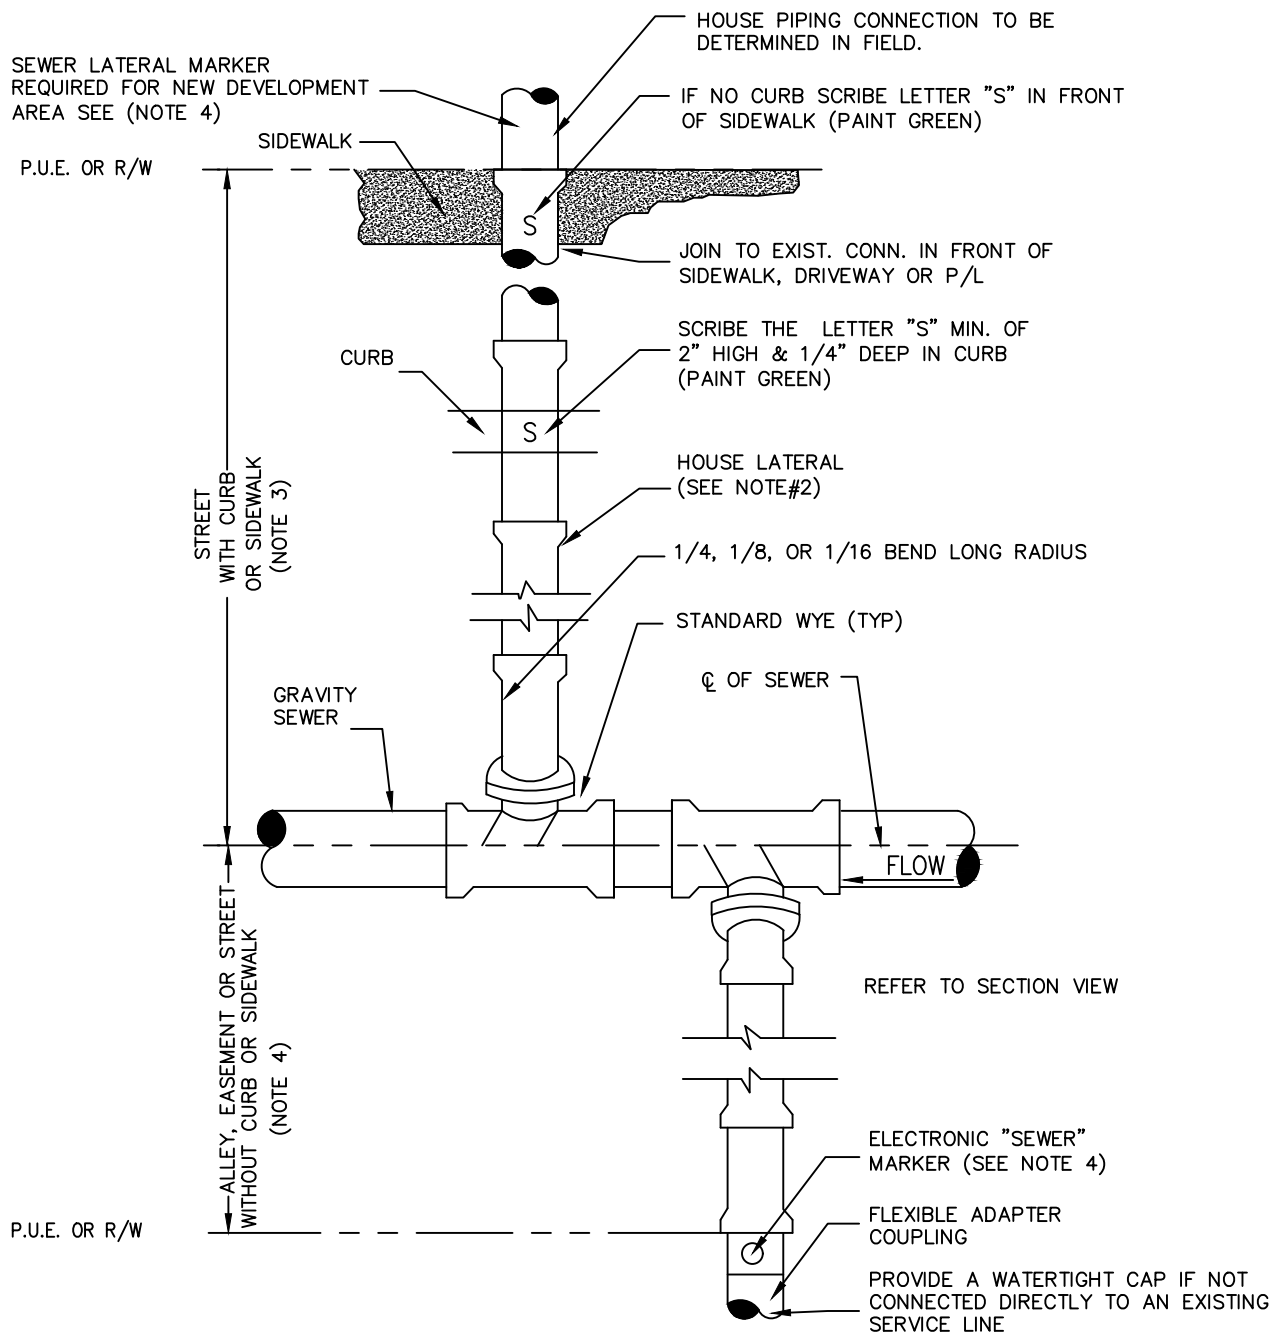 HOUSE PIPING CONNECTION TO BE
DETERMINED IN FIELD.
SEWER LATERAL MARKER
REQUIRED FOR NEW DEVELOPMENT
AREA SEE (NOTE 4)
IF NO CURB SCRIBE LETTER "S" IN FRONT
OF SIDEWALK (PAINT GREEN)
SIDEWALK
P.U.E. OR R/W
S
JOIN TO EXIST. CONN. IN FRONT OF
SIDEWALK, DRIVEWAY OR P/L
SCRIBE THE LETTER "S" MIN. OF
2" HIGH & 1/4" DEEP IN CURB
(PAINT GREEN)
CURB
S
HOUSE LATERAL
(SEE NOTE#2)
STREET
WITH CURB
OR SIDEWALK
(NOTE 3)
1/4, 1/8, OR 1/16 BEND LONG RADIUS
STANDARD WYE (TYP)
℄ OF SEWER
GRAVITY
SEWER
FLOW
ALLEY, EASEMENT OR STREET
WITHOUT CURB OR SIDEWALK
(NOTE 4)
REFER TO SECTION VIEW
ELECTRONIC "SEWER"
MARKER (SEE NOTE 4)
P.U.E. OR R/W
FLEXIBLE ADAPTER
COUPLING
PROVIDE A WATERTIGHT CAP IF NOT
CONNECTED DIRECTLY TO AN EXISTING
SERVICE LINE